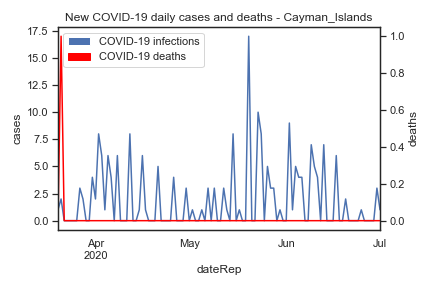 New COVID-19 daily cases and deaths - Cayman_Islands
COVID-19 infections
COVID-19 deaths
17.5
15.0
12.5
10.0
7.5
5.0
2.5
0.0
cases
1.0
0.8
0.6
0.4
0.2
0.0
deaths
Apr
2020
May
Jun
Jul
dateRep